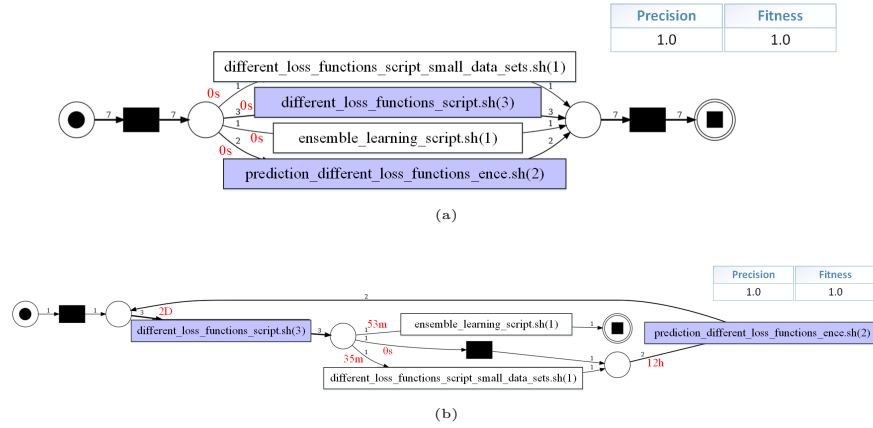 Precision Fitness
1.0 1.0
different_loss_functions_script_small_data_sets.sh(1)
0s 1 1
0s different_loss_functions_script.sh(3)
7 7 3 3 7 7
1 1
0s ensemble_learning_script.sh(1)
2 2
0s
prediction_different_loss_functions_ence.sh(2)
(a)
Precision Fitness
1.0 1.0
2
1 1 3 2D
different_loss_functions_script.sh(3) 3
53m ensemble_learning_script.sh(1) 1
1
prediction_different_loss_functions_ence.sh(2)
1 0s 1
35m 1 1 2 12h
different_loss_functions_script_small_data_sets.sh(1)
(b)